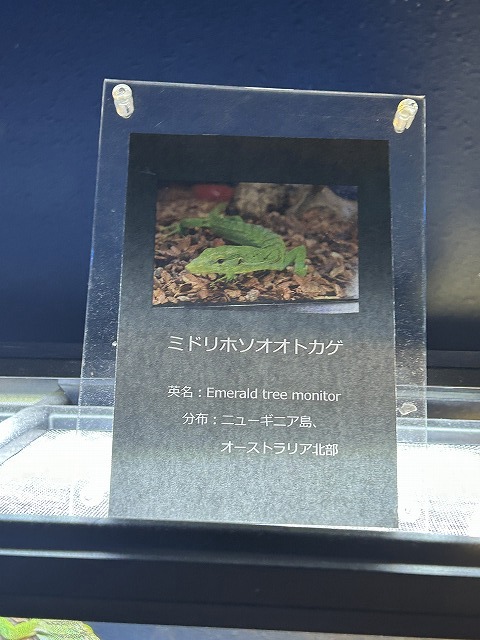 ミドリホソオオトカゲ
英名：Emerald tree monitor
分布：ニューギニア島、
オーストラリア北部